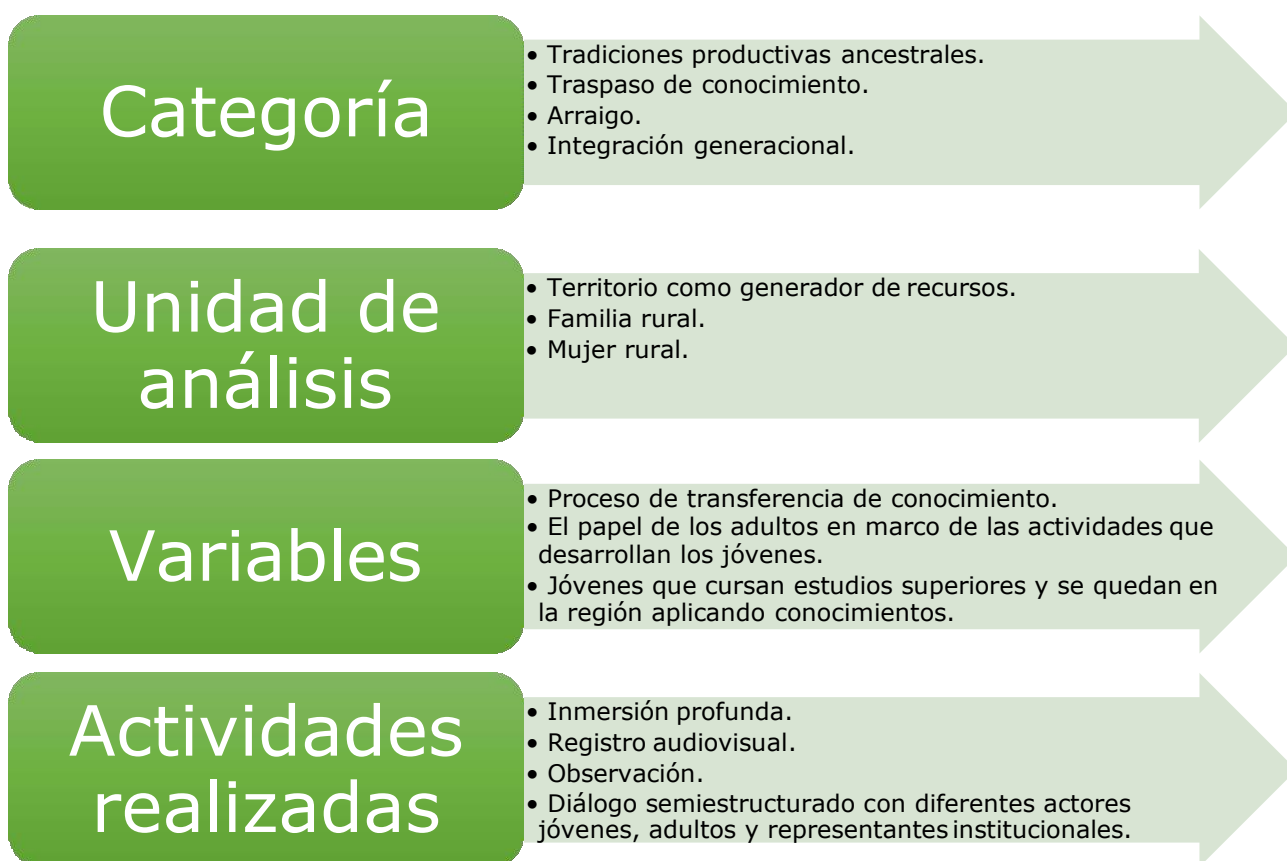 Categoría
• Tradiciones productivas ancestrales.
• Traspaso de conocimiento.
• Arraigo.
• Integración generacional.
Unidad de
análisis
• Territorio como generador de recursos.
• Familia rural.
• Mujer rural.
Variables
• Proceso de transferencia de conocimiento.
• El papel de los adultos en marco de las actividades que
desarrollan los jóvenes.
• Jóvenes que cursan estudios superiores y se quedan en
la región aplicando conocimientos.
Actividades
realizadas
• Inmersión profunda.
• Registro audiovisual.
• Observación.
• Diálogo semiestructurado con diferentes actores
jóvenes, adultos y representantes institucionales.